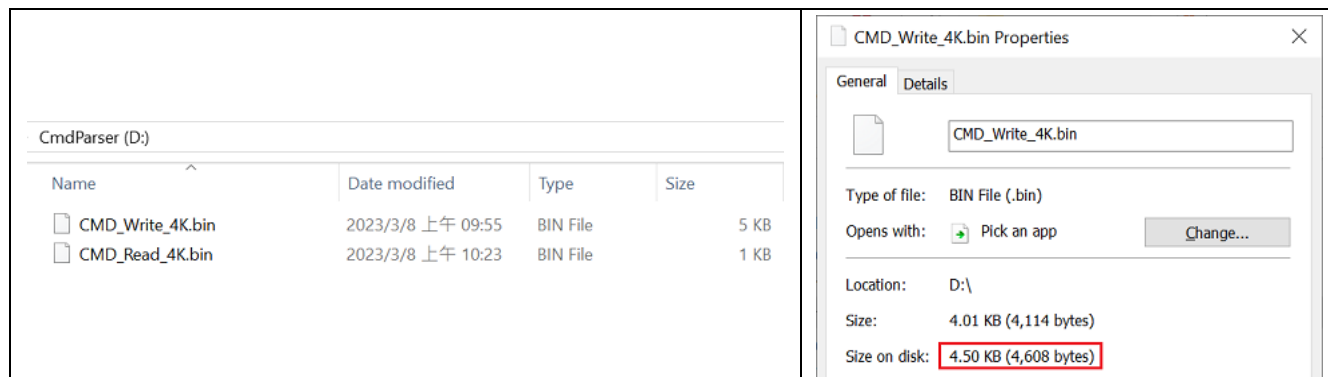 CmdParser (D:)
Name Date modified Type Size
CMD_Write_4K.bin 2023/3/8 上午 09:55 BIN File 5 KB
CMD_Read_4K.bin 2023/3/8 上午 10:23 BIN File 1 KB
CMD_Write_4K.bin Properties
General Details
CMD_Write_4K.bin
Type of file: BIN File (.bin)
Opens with: Pick an app Change...
Location: D:\
Size: 4.01 KB (4,114 bytes)
Size on disk: 4.50 KB (4,608 bytes)